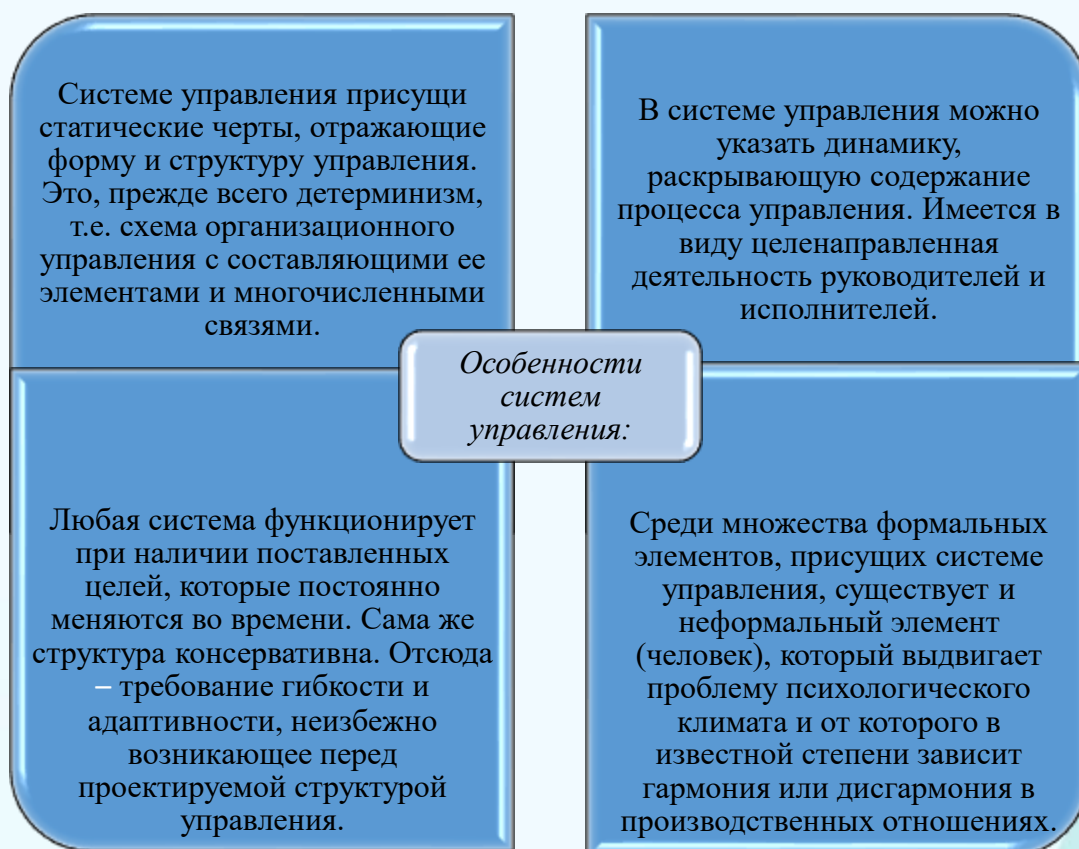 Системе управления присущи
статические черты, отражающие
форму и структуру управления.
Это, прежде всего детерминизм,
т.е. схема организационного
управления с составляющими ее
элементами и многочисленными
связями.
В системе управления можно
указать динамику,
раскрывающую содержание
процесса управления. Имеется в
виду целенаправленная
деятельность руководителей и
исполнителей.
Особенности
систем
управления:
Любая система функционирует
при наличии поставленных
целей, которые постоянно
меняются во времени. Сама же
структура консервативна. Отсюда
– требование гибкости и
адаптивности, неизбежно
возникающее перед
проектируемой структурой
управления.
Среди множества формальных
элементов, присущих системе
управления, существует и
неформальный элемент
(человек), который выдвигает
проблему психологического
климата и от которого в
известной степени зависит
гармония или дисгармония в
производственных отношениях.